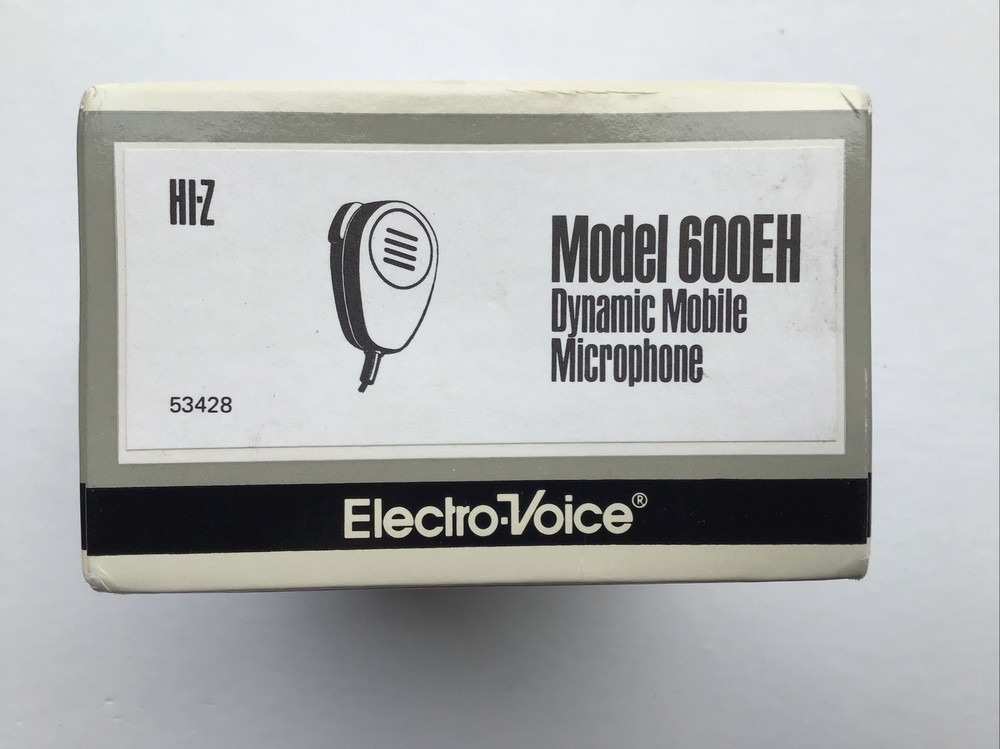 HI-Z
Model 600EH
Dynamic Mobile
Microphone
53428
Electro-Voice®